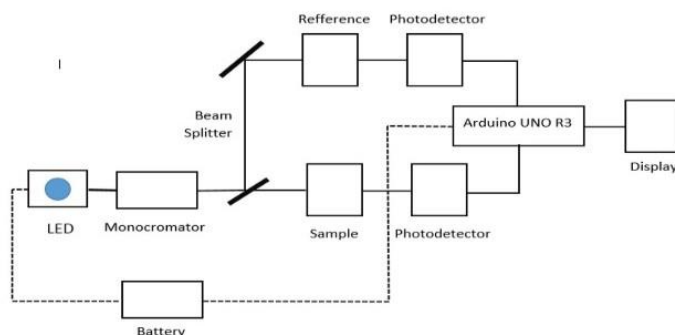 Refference
Photodetector
Beam
Splitter
Arduino UNO R3
Display
LED
Monocromator
Sample
Photodetector
Battery